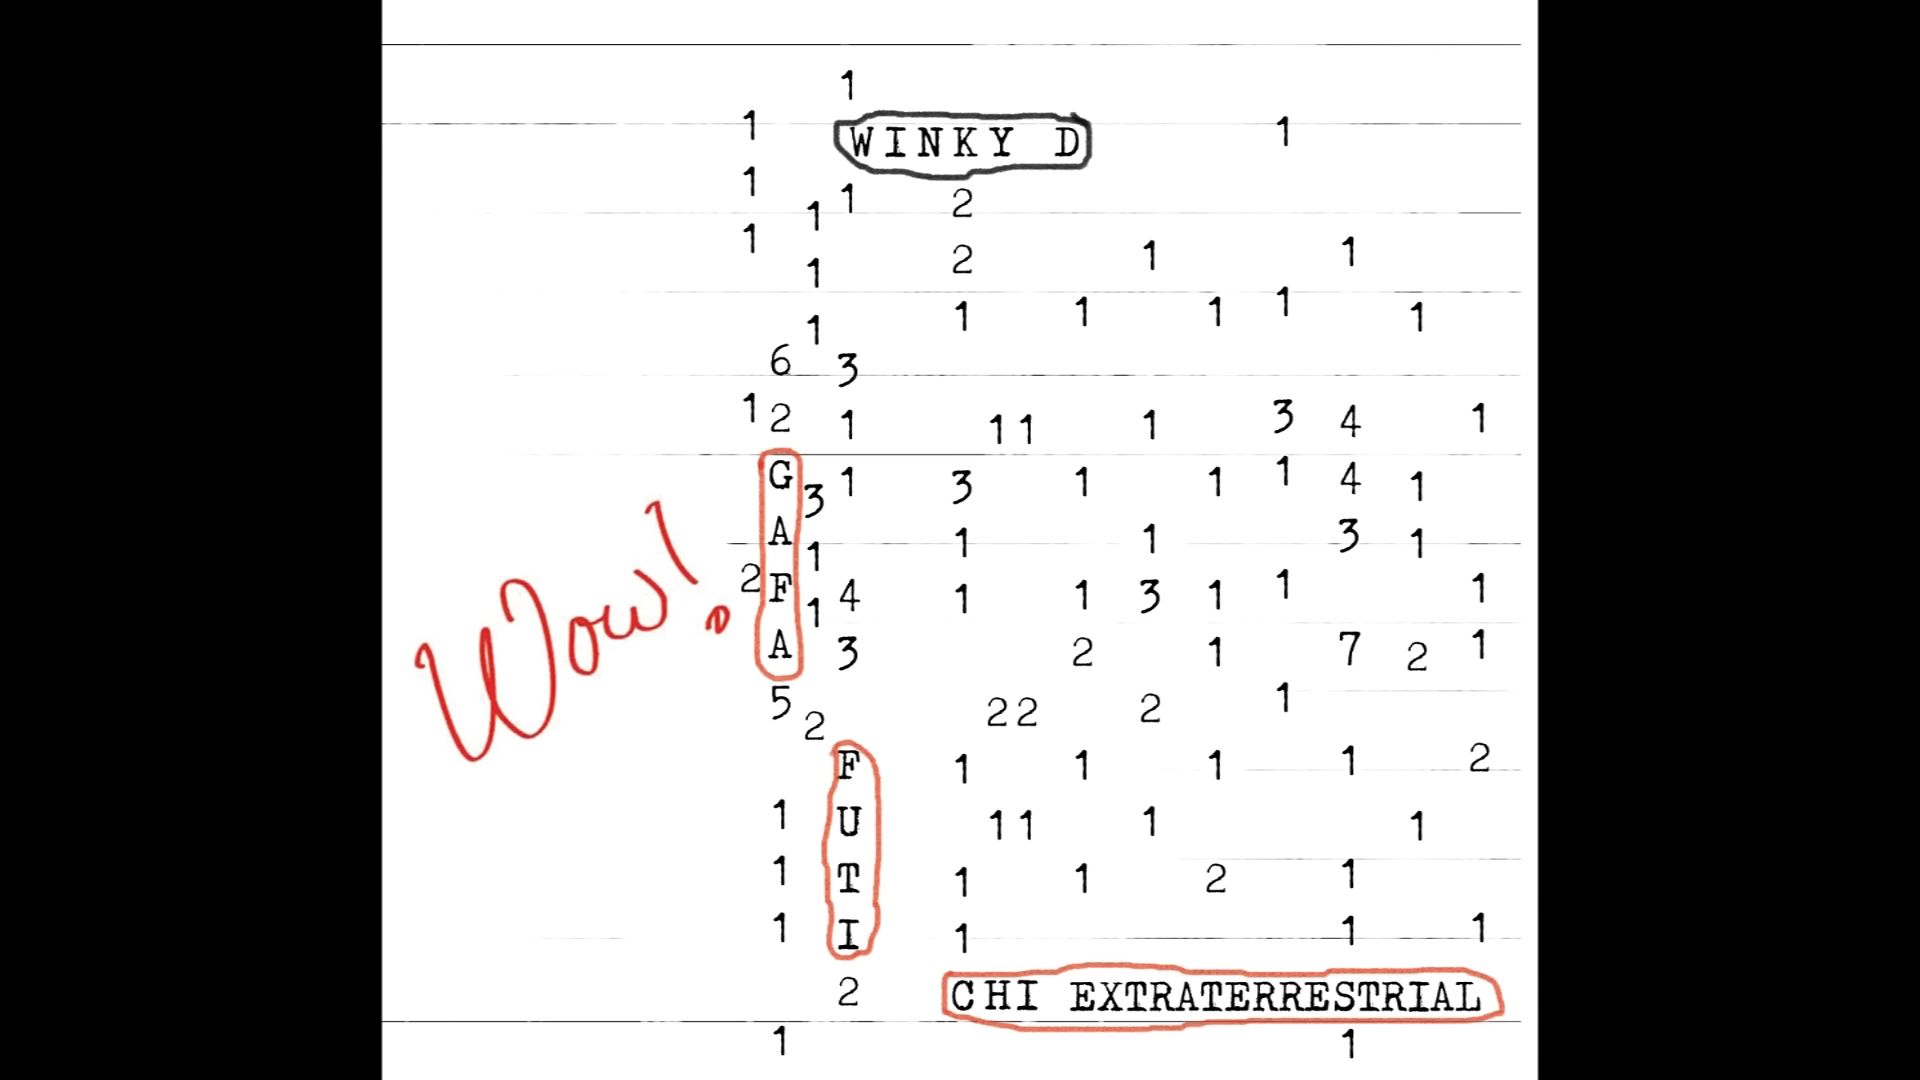 1
1 WINKY D 1
1
1 1 2
1 2 1 1
1
1 1 1 1 1 1
6 3
1 2 1 11 1 3 4 1
G 3 1 3 1 1 1 4 1
A 1 1 1 3 1
2 F 1 4 1 1 3 1 1 1
A 3 2 1 7 2 1
5 2 22 2 1
F 1 1 1 1 2
1 U 11 1 1
1 T 1 1 2 1
1 I 1 1 1
2 CHI EXTRATERRESTRIAL
1 1
Wow!